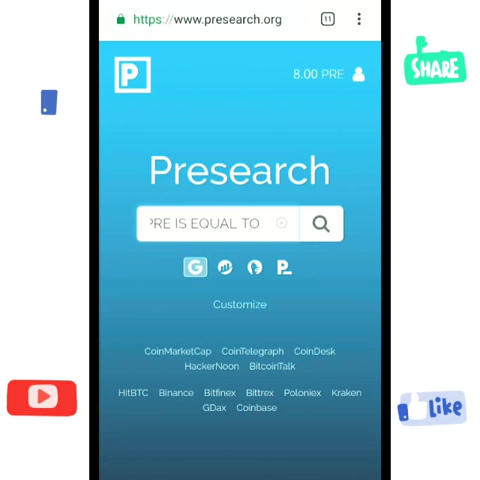 https://www.presearch.org
11
P
8.00 PRE
SHARE
Presearch
PRE IS EQUAL TO
G
P
Customize
CoinMarketCap CoinTelegraph CoinDesk
HackerNoon BitcoinTalk
HitBTC Binance Bitfinex Bittrex Poloniex Kraken
GDax Coinbase
Like